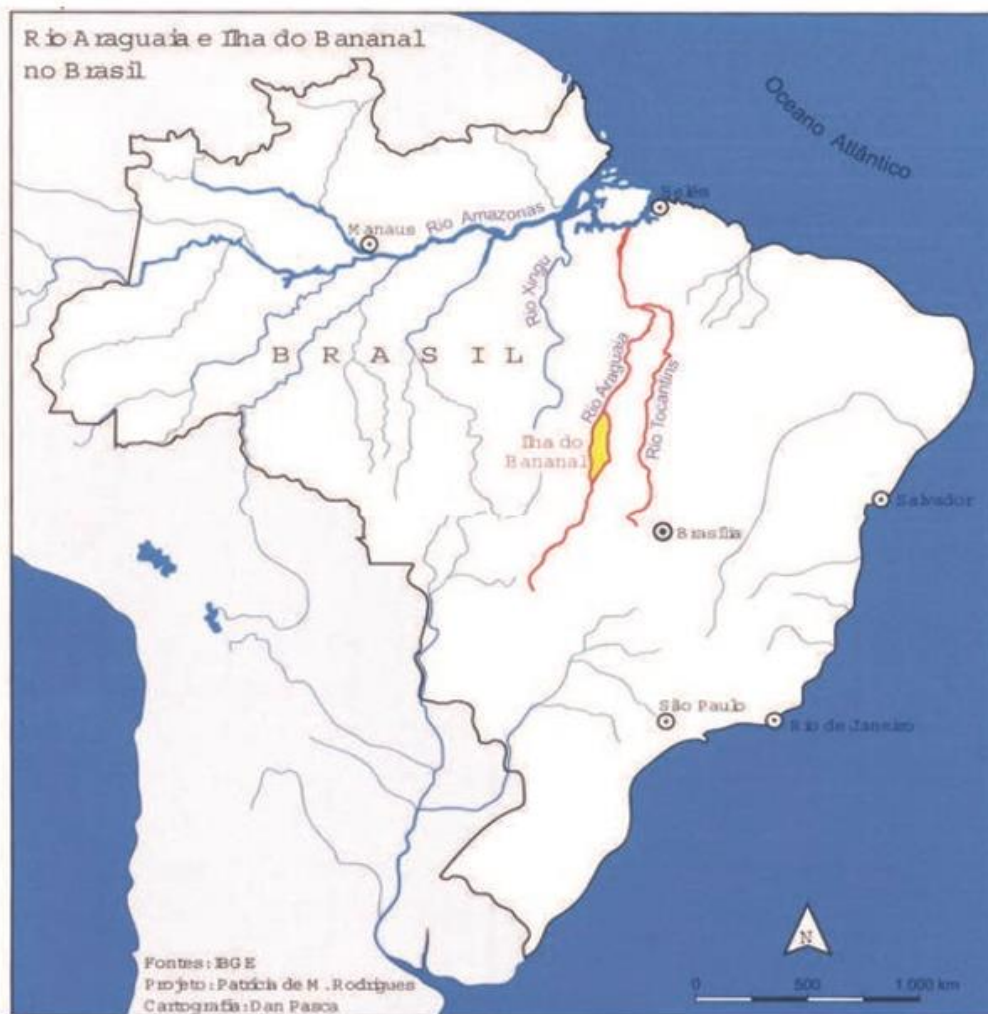 Rio Araguaia e Ilha do Bananal
no Brasil
Oceano Atlântico
Belém
Manaus
Rio Amazonas
Rio Xingu
BRASIL
Rio Araguaia
Rio Tocantins
Ilha do
Bananal
Salvador
Brasília
São Paulo
Rio de Janeiro
N
Fontes: IBGE
Projeto: Patrícia de M. Rodrigues
Cartografia: Dan Pasca
0 500 1.000 km